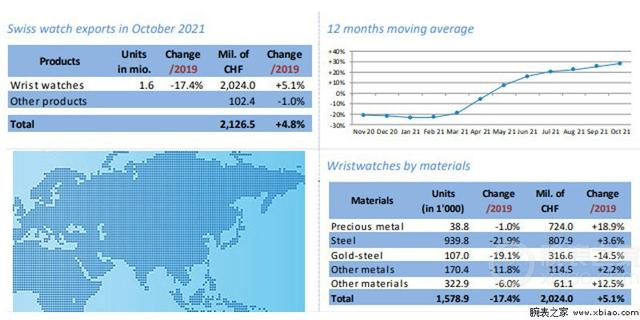 Swiss watch exports in October 2021
Products Units in mio. Change /2019 Mil. of CHF Change /2019
Wrist watches 1.6 -17.4% 2,024.0 +5.1%
Other products 102.4 -1.0%
Total 2,126.5 +4.8%
12 months moving average
+40%
+30%
+20%
+10%
0%
-10%
-20%
-30%
Nov 20 Dec 20 Jan 21 Feb 21 Mar 21 Apr 21 May 21 Jun 21 Jul 21 Aug 21 Sep 21 Oct 21
Wristwatches by materials
Materials Units (in 1'000) Change /2019 Mil. of CHF Change /2019
Precious metal 38.8 -1.0% 724.0 +18.9%
Steel 939.8 -21.9% 807.9 +3.6%
Gold-steel 107.0 -19.1% 316.6 -14.5%
Other metals 170.4 -11.8% 114.5 +2.2%
Other materials 322.9 -6.0% 61.1 +12.5%
Total 1,578.9 -17.4% 2,024.0 +5.1%
腕表之家 www.xbiao.com